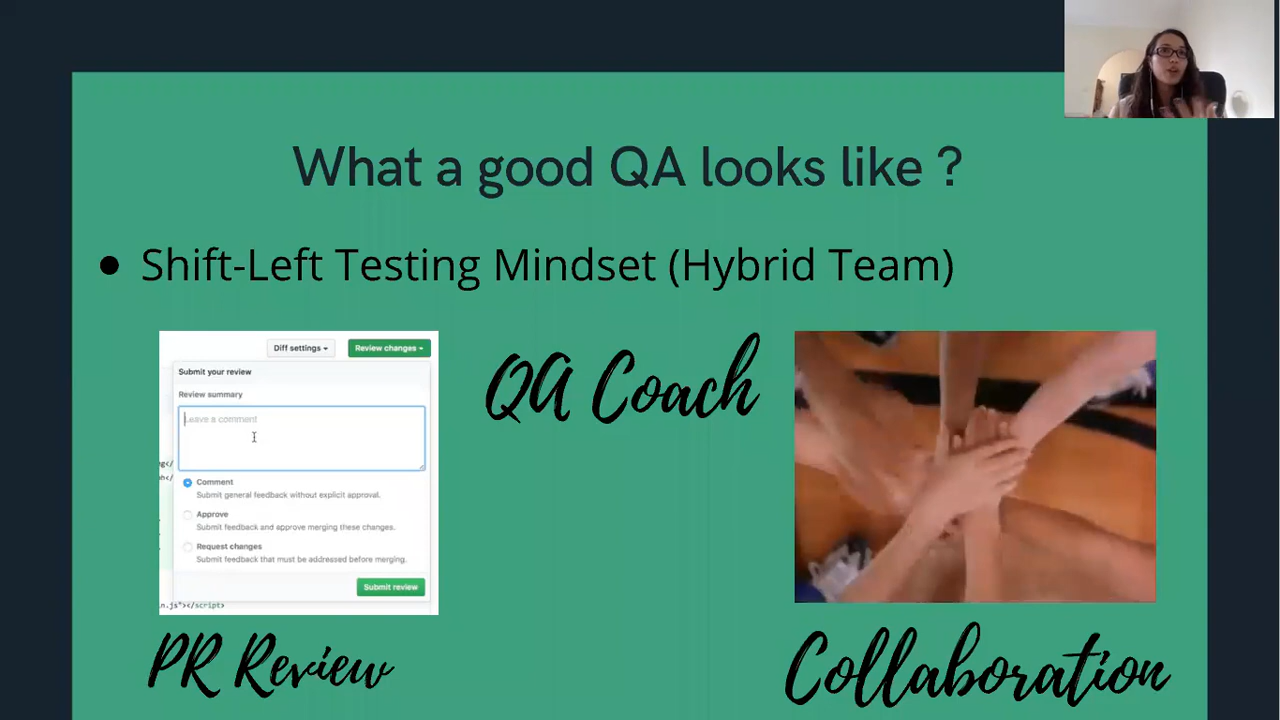 What a good QA looks like ?
• Shift-Left Testing Mindset (Hybrid Team)
Diff settings
Review changes
Submit your review
Review summary
Leave a comment
Comment
Submit general feedback without explicit approval.
Approve
Submit feedback and approve merging these changes.
Request changes
Submit feedback that must be addressed before merging.
Submit review
n.js"></script>
QA Coach
PR Review
Collaboration